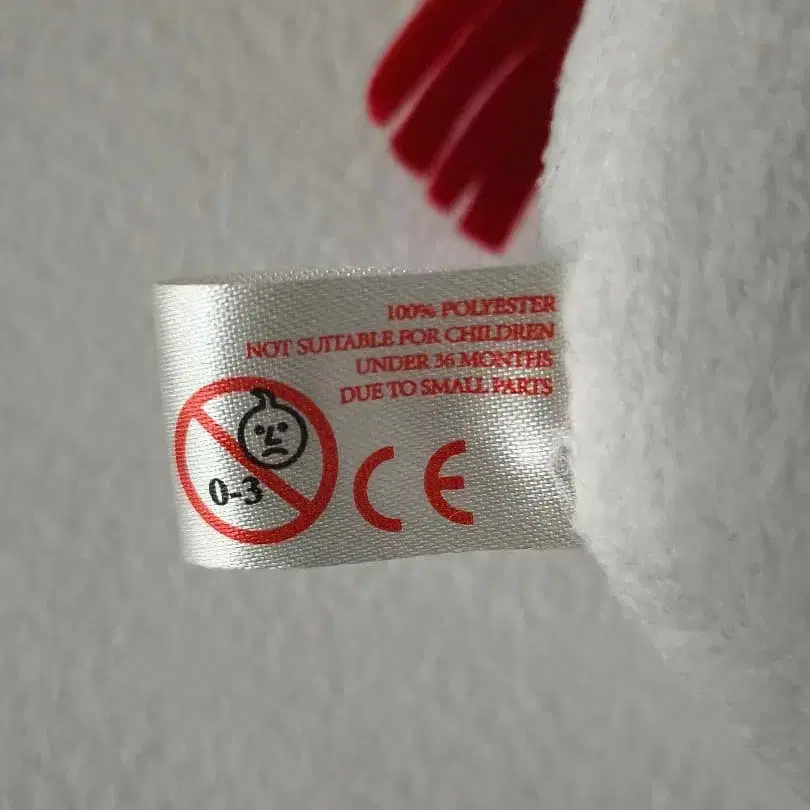 100% POLYESTER
NOT SUITABLE FOR CHILDREN
UNDER 36 MONTHS
DUE TO SMALL PARTS
0-3
CE